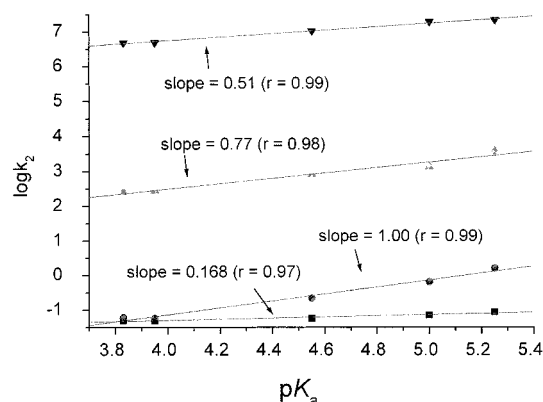 7
6
5
4
3
2
1
0
-1
logk2
slope = 0.51 (r = 0.99)
slope = 0.77 (r = 0.98)
slope = 1.00 (r = 0.99)
slope = 0.168 (r = 0.97)
3.8 4.0 4.2 4.4 4.6 4.8 5.0 5.2 5.4
pKa